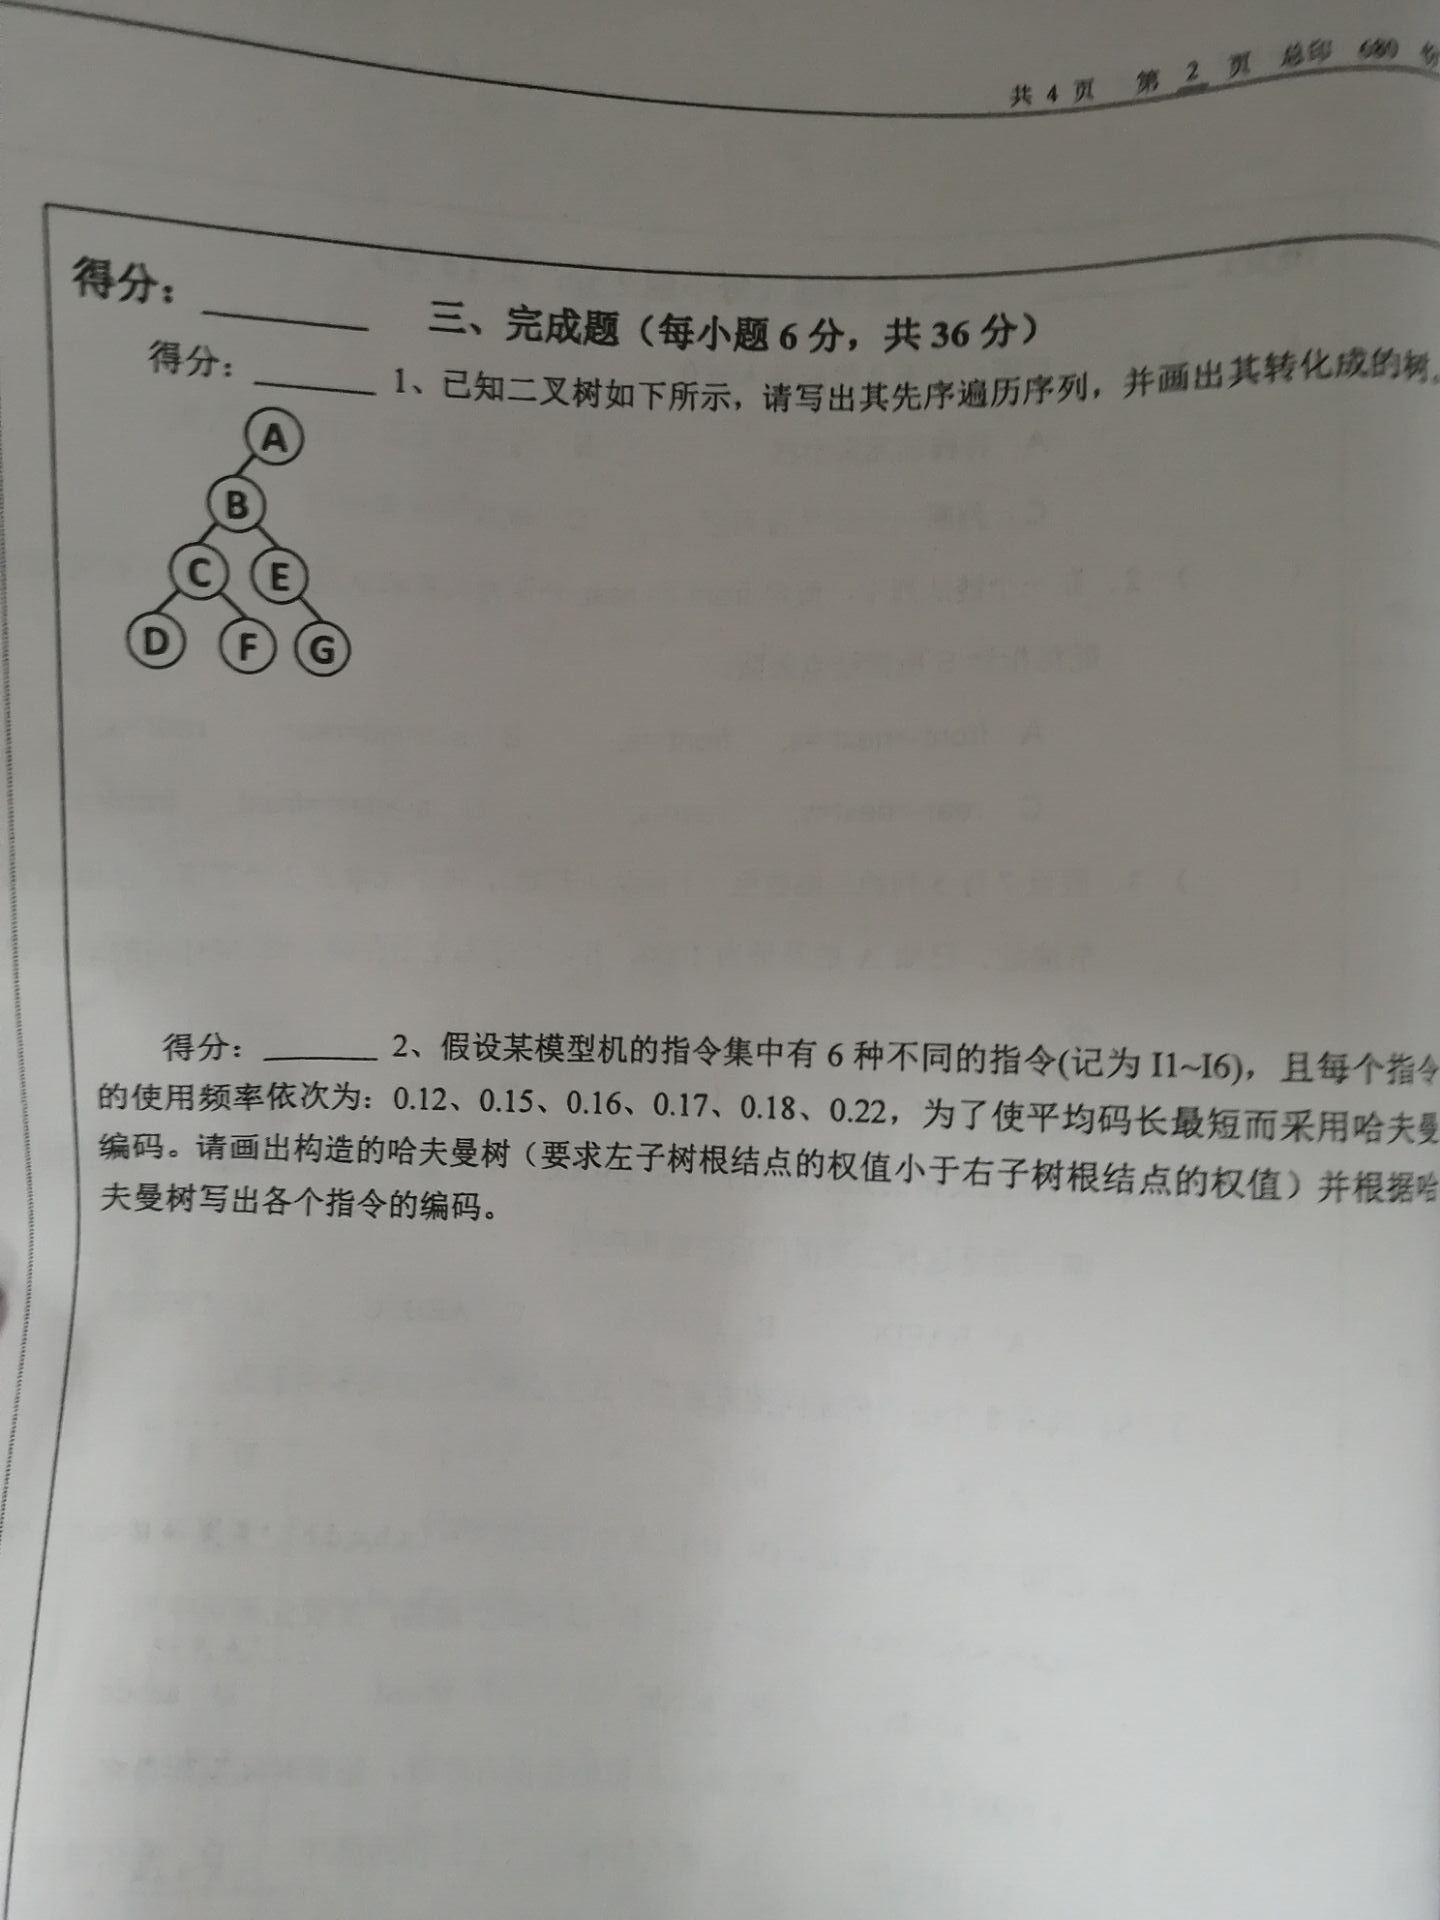 共 4 页 第 2 页 总印 680
得分：______ 三、完成题（每小题 6 分，共 36 分）
得分：______ 1、已知二叉树如下所示，请写出其先序遍历序列，并画出其转化成的树。
A
B
C E
D F G
得分：______ 2、假设某模型机的指令集中有 6 种不同的指令(记为 I1~I6)，且每个指令
的使用频率依次为：0.12、0.15、0.16、0.17、0.18、0.22，为了使平均码长最短而采用哈夫曼
编码。请画出构造的哈夫曼树（要求左子树根结点的权值小于右子树根结点的权值）并根据哈
夫曼树写出各个指令的编码。